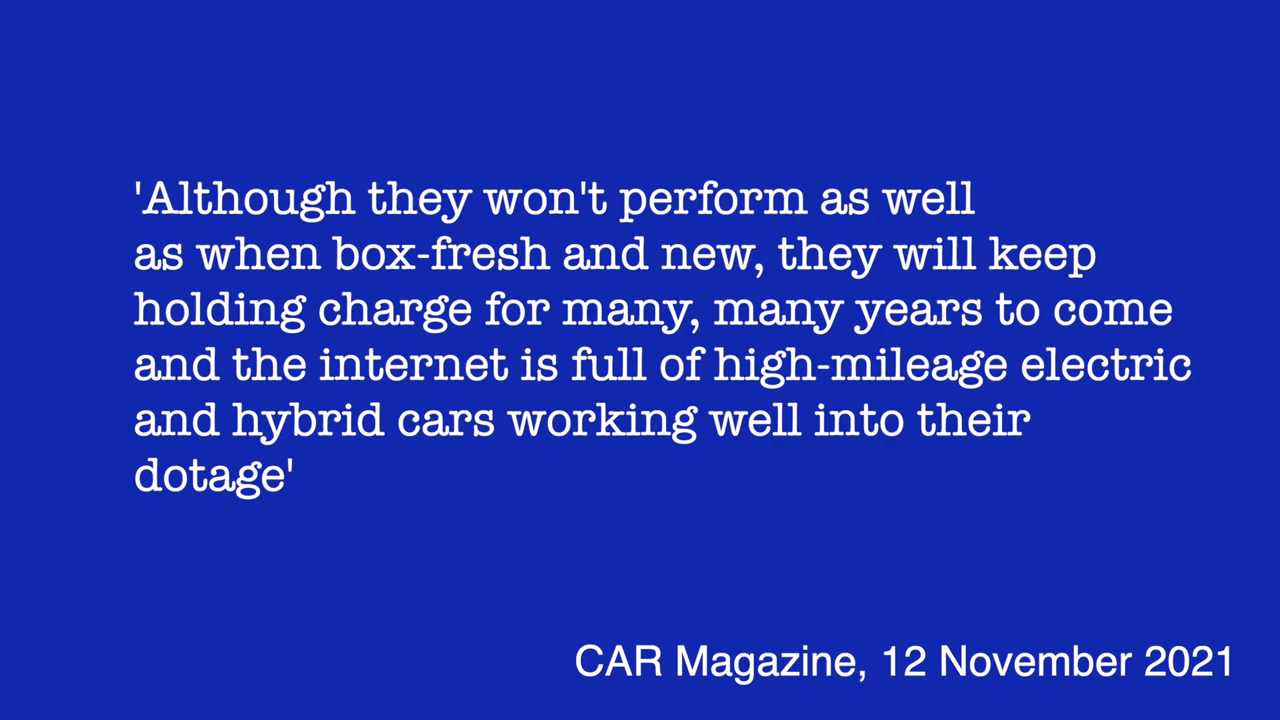 'Although they won't perform as well
as when box-fresh and new, they will keep
holding charge for many, many years to come
and the internet is full of high-mileage electric
and hybrid cars working well into their
dotage'
CAR Magazine, 12 November 2021